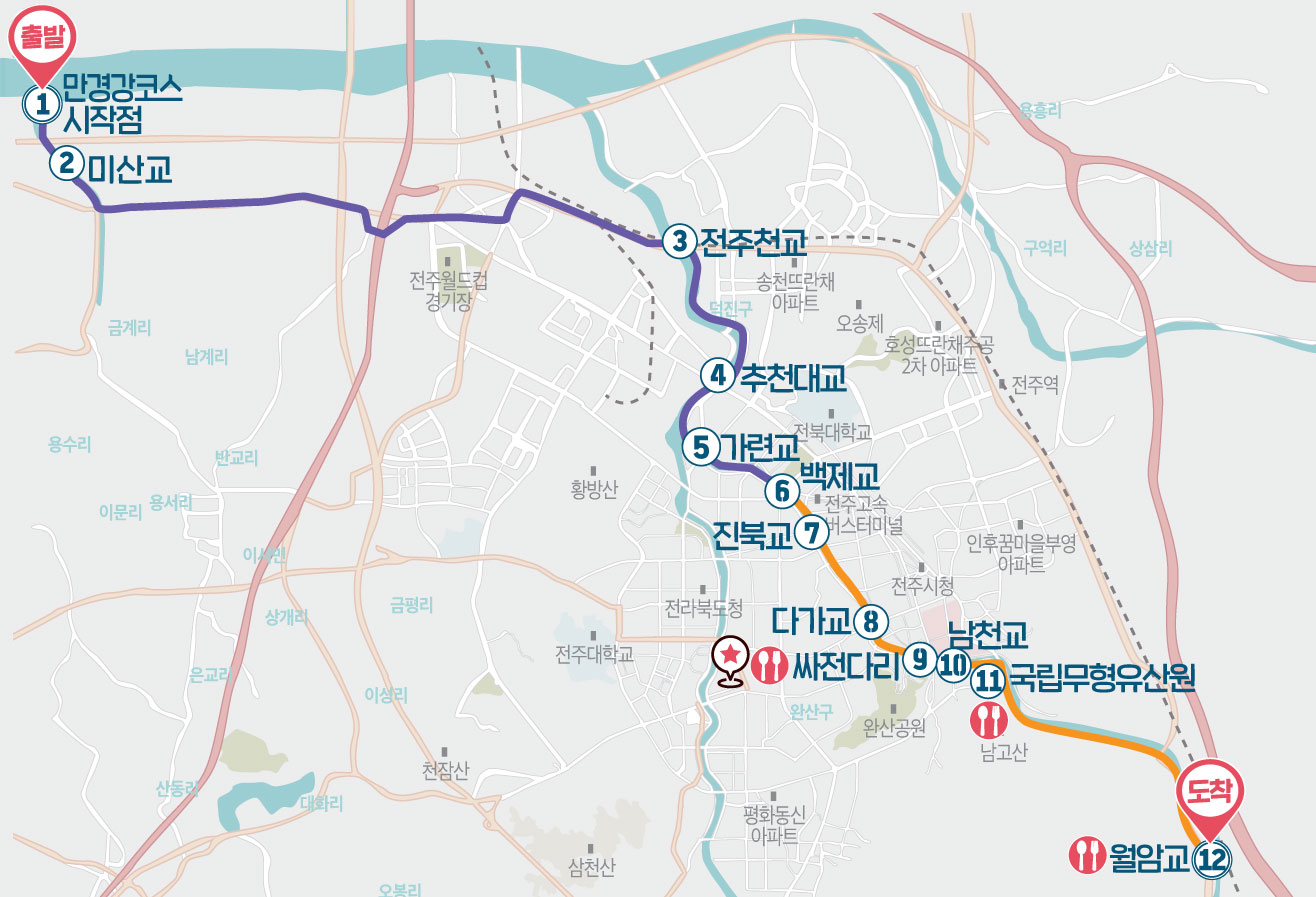 출발
1
만경강코스
시작점
2
미산교
용흥리
3
전주천교
구억리
상삼리
전주월드컵
경기장
송천뜨란채
아파트
덕진구
오송제
금계리
남계리
호성뜨란채주공
2차 아파트
4
추천대교
전주역
전북대학교
용수리
5
가련교
반교리
6
백제교
황방산
용서리
이문리
전주고속
버스터미널
진북교
7
인후꿈마을부영
아파트
전주시청
금평리
상개리
전라북도청
다가교
8
남천교
전주대학교
싸전다리
9
10
11
국립무형유산원
은교리
이성리
완산구
완산공원
남고산
천잠산
산동리
대화리
도착
평화동신
아파트
삼천산
월암교
12
오봉리